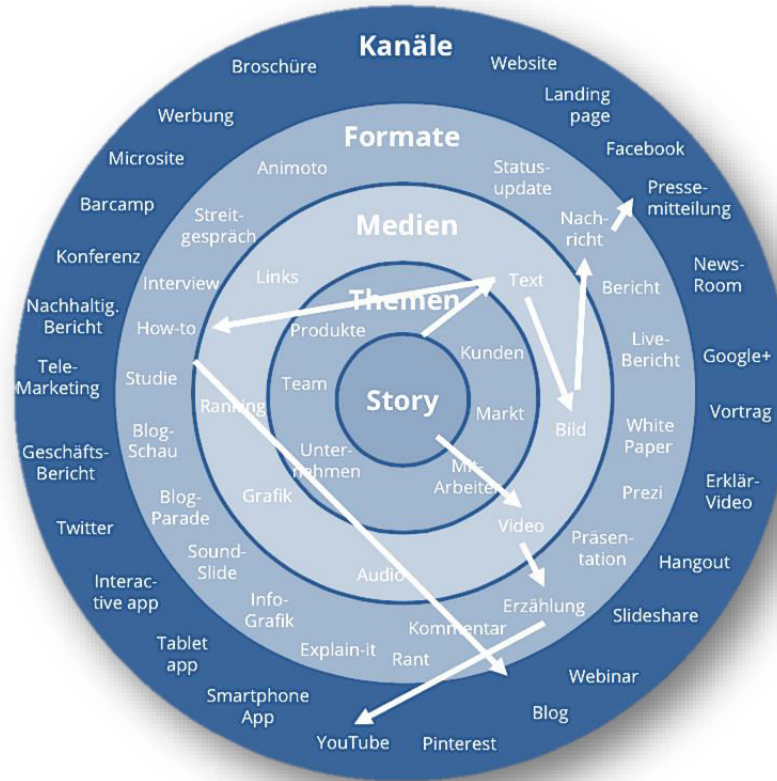 Kanäle
Website
Landing
page
Facebook
Presse-
mitteilung
News-
Room
Google+
Vortrag
Erklär-
Video
Hangout
Slideshare
Webinar
Blog
Pinterest
YouTube
Smartphone
App
Tablet
app
Interac-
tive app
Twitter
Geschäfts-
Bericht
Tele-
Marketing
Nachhaltig.
Bericht
Konferenz
Barcamp
Microsite
Werbung
Broschüre
Formate
Status-
update
Nach-
richt
Bericht
Live-
Bericht
White
Paper
Prezi
Präsen-
tation
Erzählung
Kommentar
Rant
Explain-it
Info-
Grafik
Sound-
Slide
Blog-
Parade
Blog-
Schau
Studie
How-to
Interview
Streit-
gespräch
Animoto
Medien
Text
Bild
Video
Audio
Grafik
Ranking
Links
Themen
Kunden
Markt
Mit-
Arbeiter
Unter-
nehmen
Team
Produkte
Story